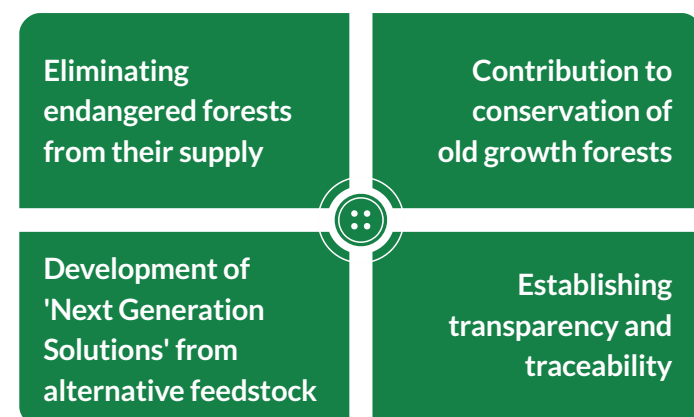 Eliminating
endangered forests
from their supply
Contribution to
conservation of
old growth forests
Development of
'Next Generation
Solutions' from
alternative feedstock
Establishing
transparency and
traceability